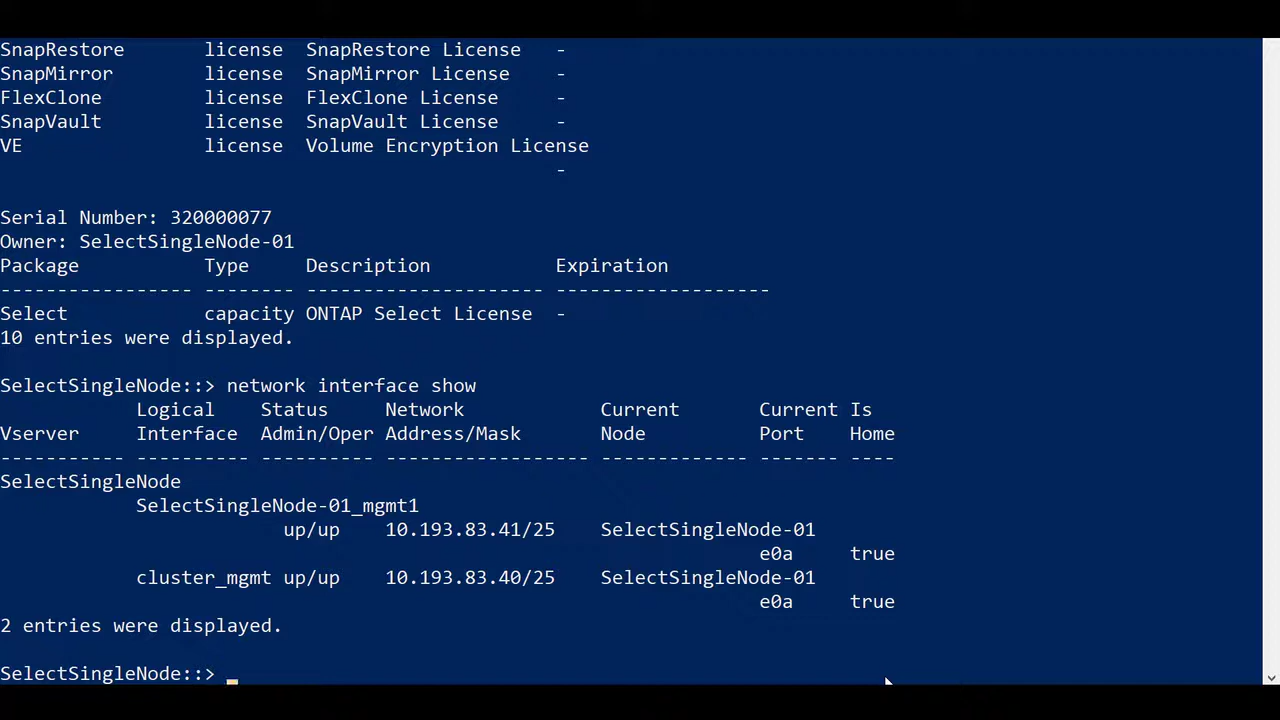 SnapRestore       license  SnapRestore License   -
SnapMirror        license  SnapMirror License    -
FlexClone         license  FlexClone License     -
SnapVault         license  SnapVault License     -
VE                license  Volume Encryption License
                                                 -
Serial Number: 320000077
Owner: SelectSingleNode-01
Package           Type     Description           Expiration
----------------- -------- --------------------- -------------------
Select            capacity ONTAP Select License  -
10 entries were displayed.
SelectSingleNode::> network interface show
            Logical    Status     Network            Current       Current Is
Vserver     Interface  Admin/Oper Address/Mask       Node          Port    Home
----------- ---------- ---------- ------------------ ------------- ------- ----
SelectSingleNode
            SelectSingleNode-01_mgmt1
                         up/up    10.193.83.41/25    SelectSingleNode-01
                                                                   e0a     true
            cluster_mgmt up/up    10.193.83.40/25    SelectSingleNode-01
                                                                   e0a     true
2 entries were displayed.
SelectSingleNode::>